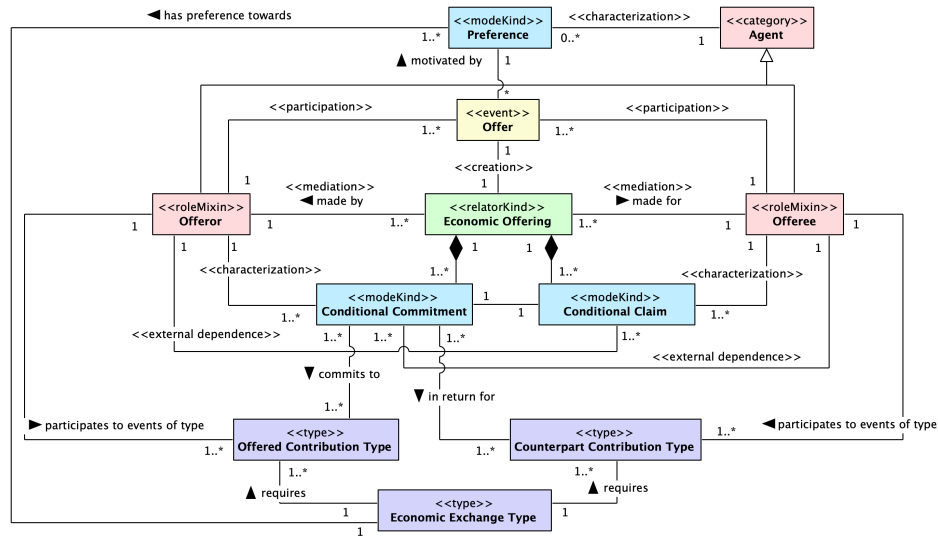 ◀ has preference towards
<<modeKind>>
Preference
<<characterization>>
<<category>>
Agent
1..*
0..*
1
▲ motivated by
1
*
<<participation>>
<<event>>
Offer
<<participation>>
1..*
1..*
1
<<creation>>
1
1
1
<<roleMixin>>
Offeror
<<mediation>>
◀ made by
<<relatorKind>>
Economic Offering
<<mediation>>
▶ made for
<<roleMixin>>
Offeree
1
1
1..*
1..*
1
1
1
1
1
1
1
1
<<characterization>>
1..*
1..*
<<characterization>>
<<modeKind>>
Conditional Commitment
1
1
<<modeKind>>
Conditional Claim
1..*
1..*
<<external dependence>>
1..*
1..*
1..*
1..*
<<external dependence>>
▼ commits to
▼ in return for
1..*
▶ participates to events of type
◀ participates to events of type
1..*
<<type>>
Offered Contribution Type
1..*
<<type>>
Counterpart Contribution Type
1..*
1..*
1..*
▲ requires
▲ requires
1
<<type>>
Economic Exchange Type
1
1